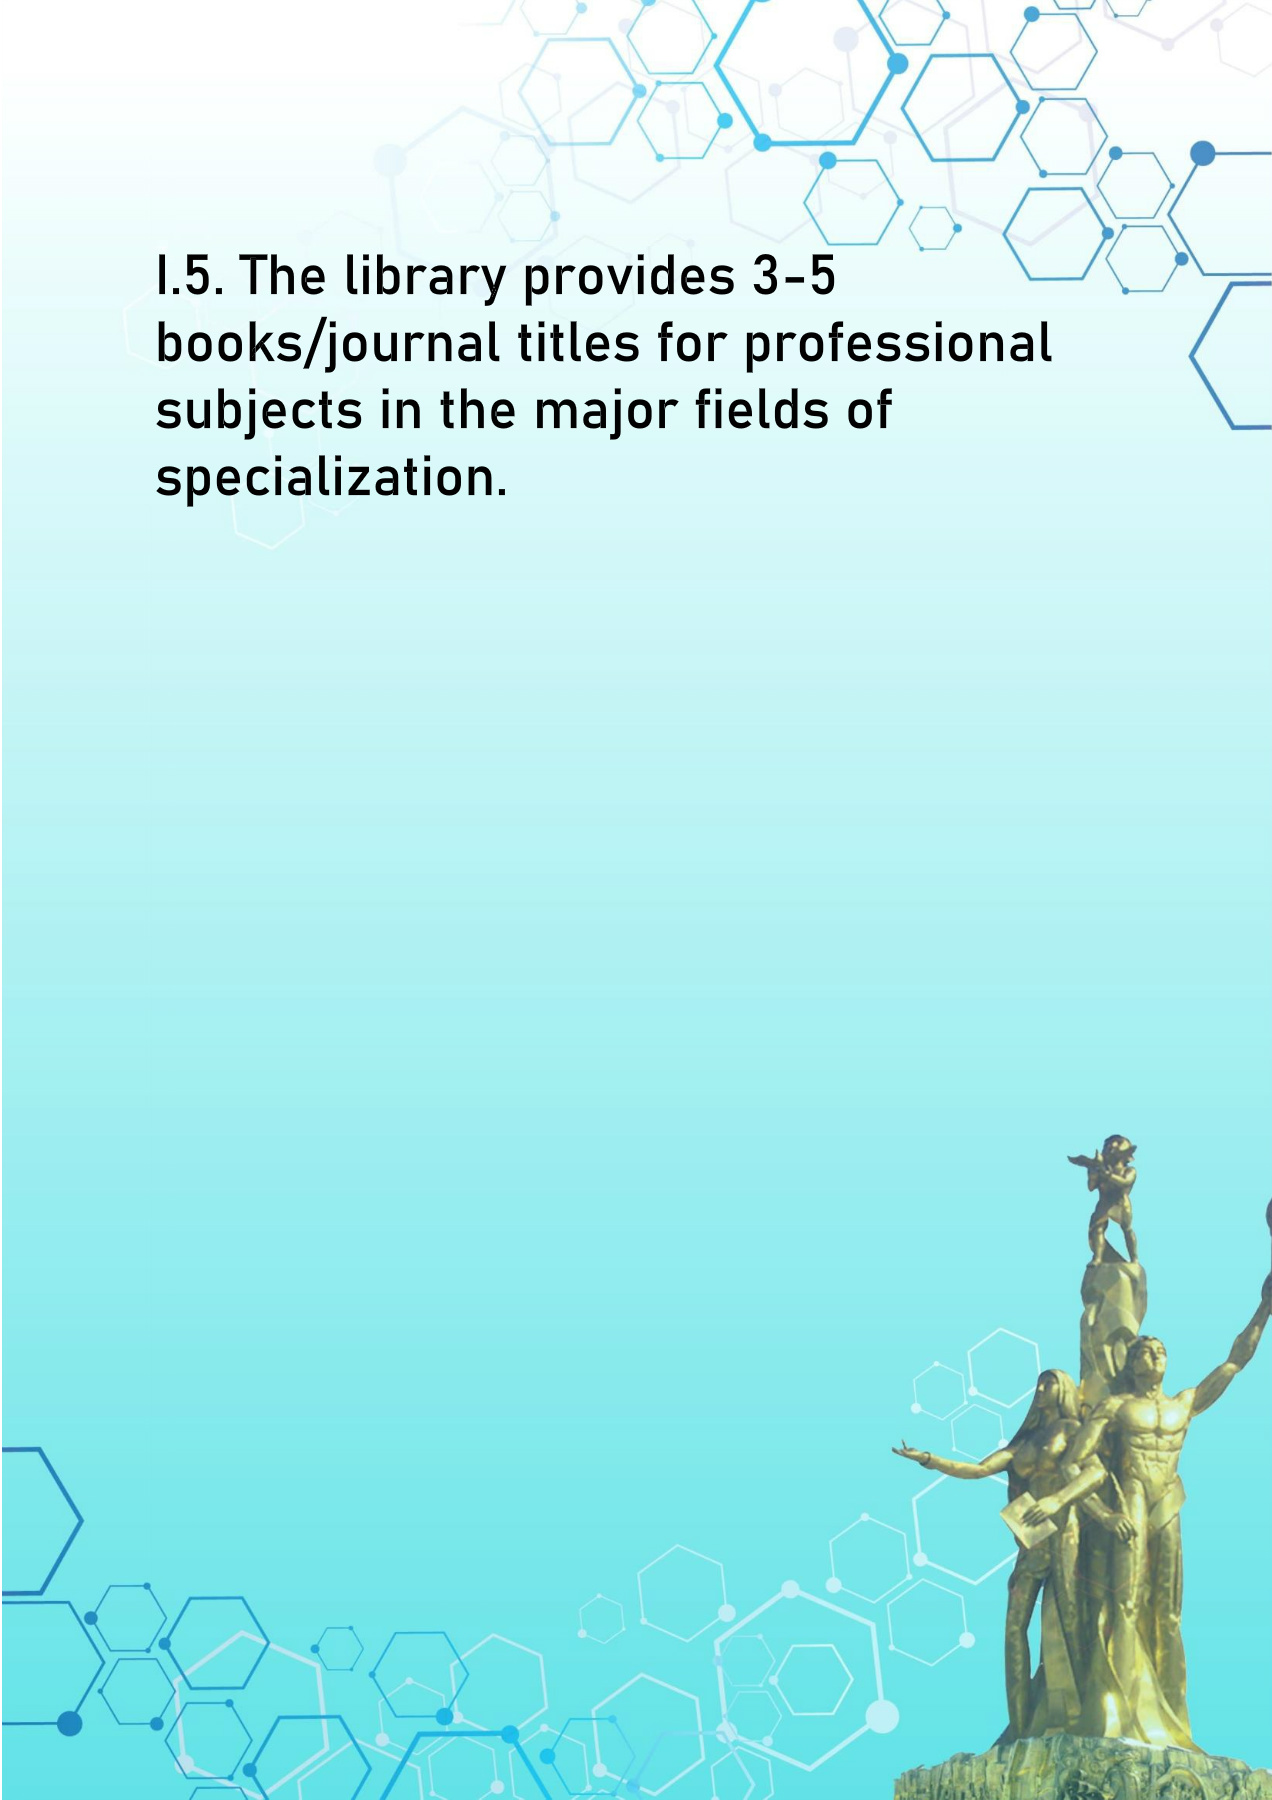 I.5. The library provides 3-5
books/journal titles for professional
subjects in the major fields of
specialization.